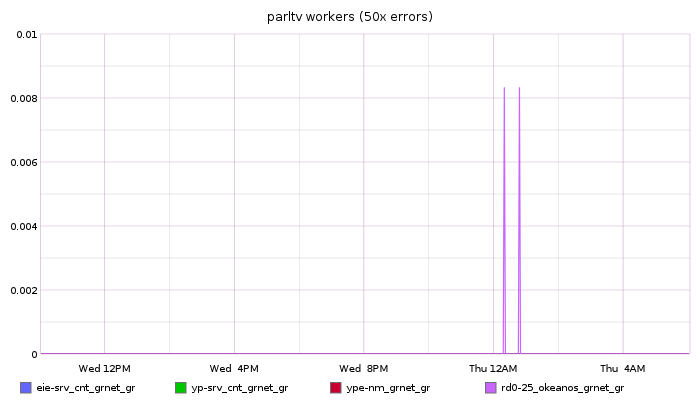 parltv workers (50x errors)
0.01
0.008
0.006
0.004
0.002
0
Wed 12PM Wed 4PM Wed 8PM Thu 12AM Thu 4AM
eie-srv_cnt_grnet_gr yp-srv_cnt_grnet_gr ype-nm_grnet_gr rd0-25_okeanos_grnet_gr